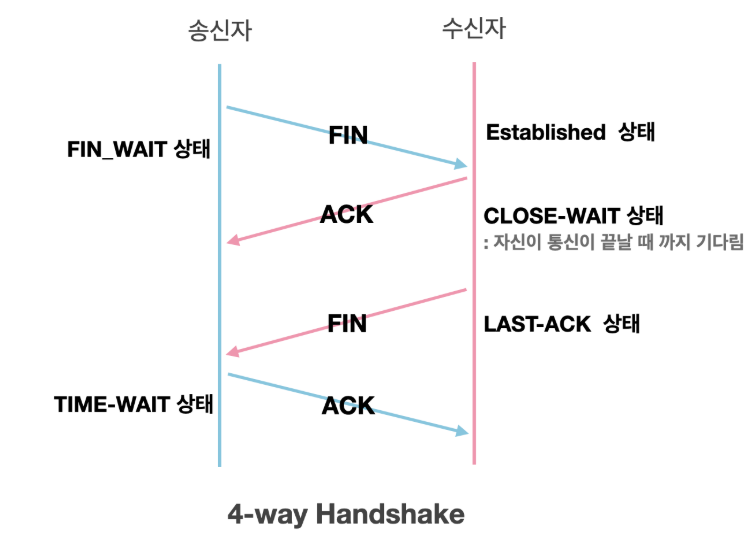 송신자
수신자
FIN
Established 상태
FIN_WAIT 상태
ACK
CLOSE-WAIT 상태
: 자신이 통신이 끝날 때 까지 기다림
FIN
LAST-ACK 상태
TIME-WAIT 상태
ACK
4-way Handshake